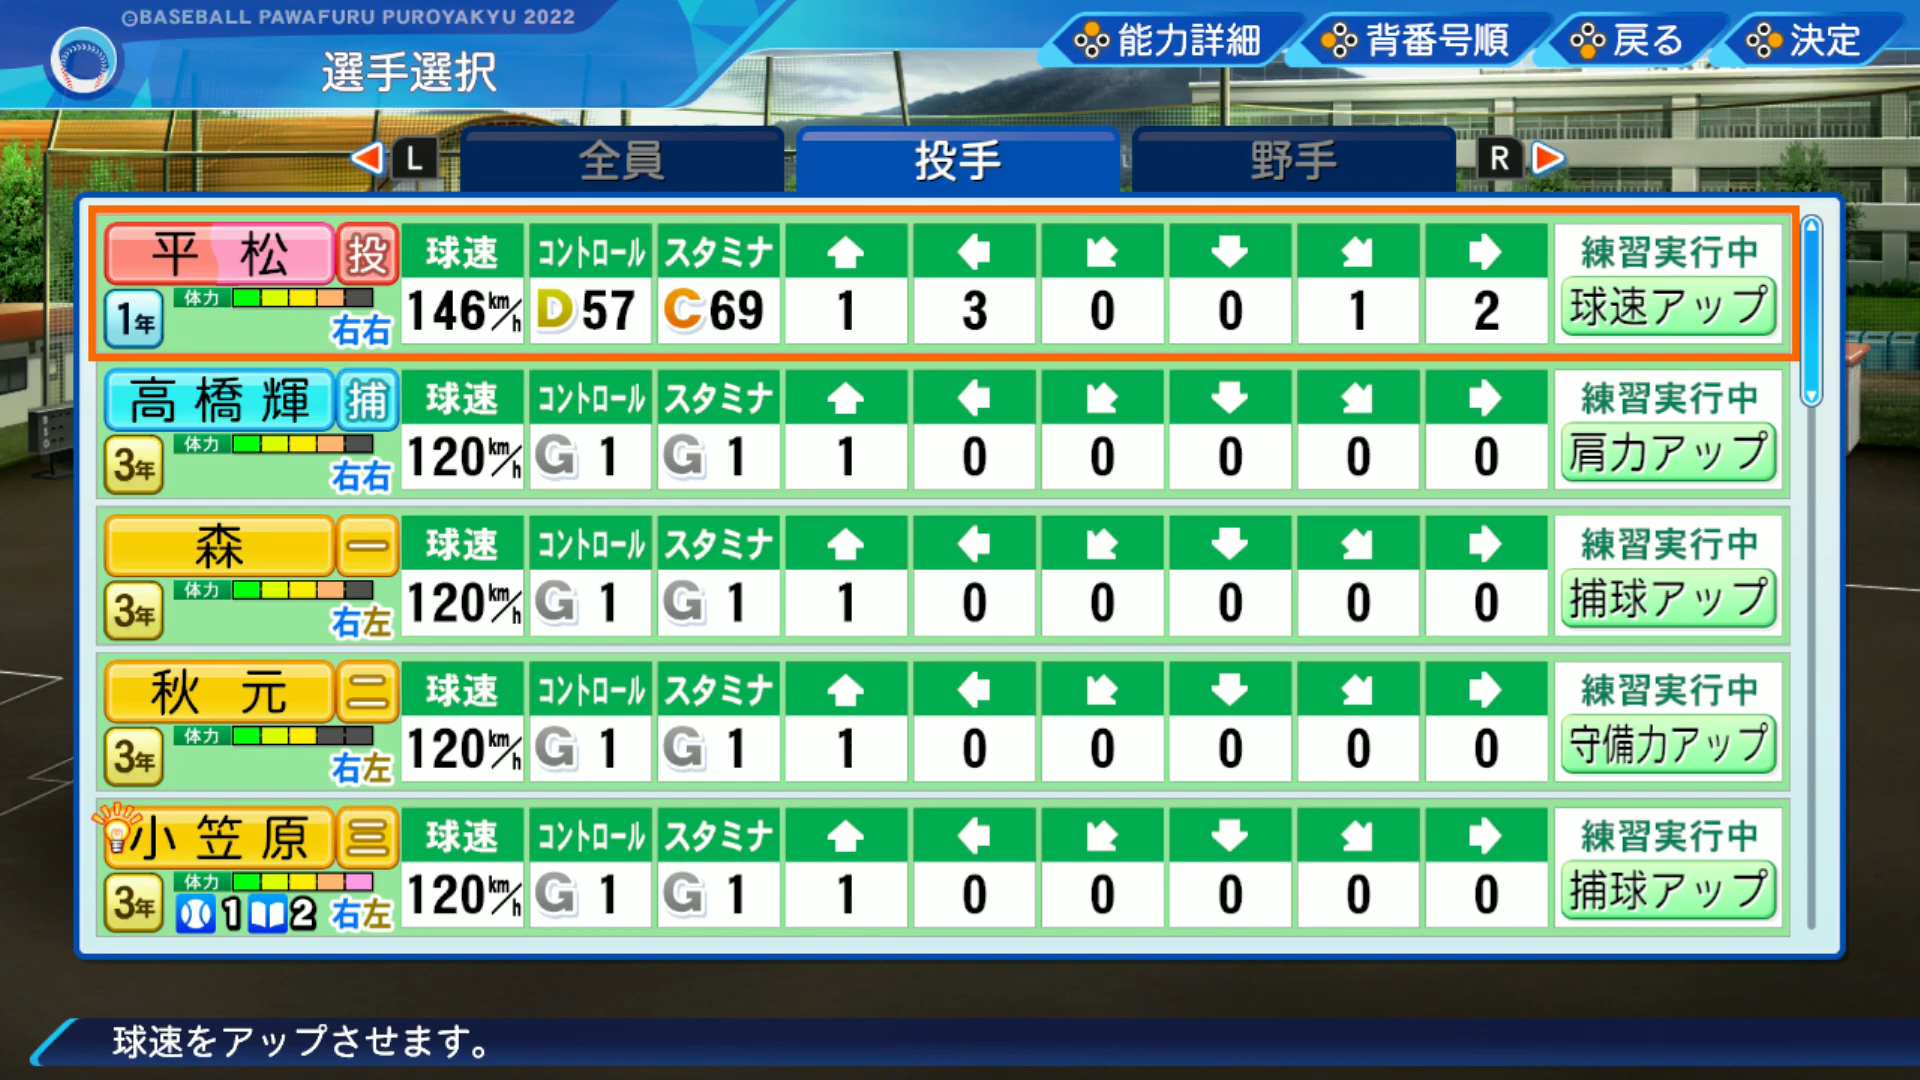 ©BASEBALL PAWAFURU PUROYAKYU 2022
選手選択
能力詳細 背番号順 戻る 決定
L 全員 投手 野手 R
平松 投 球速 コントロール スタミナ 練習実行中
1年 体力 右右 146km/h D57 C69 1 3 0 0 1 2 球速アップ
高橋輝 捕 球速 コントロール スタミナ 練習実行中
3年 体力 右右 120km/h G1 G1 1 0 0 0 0 0 肩力アップ
森 一 球速 コントロール スタミナ 練習実行中
3年 体力 右左 120km/h G1 G1 1 0 0 0 0 0 捕球アップ
秋元 二 球速 コントロール スタミナ 練習実行中
3年 体力 右左 120km/h G1 G1 1 0 0 0 0 0 守備力アップ
小笠原 三 球速 コントロール スタミナ 練習実行中
3年 体力 1 2 右左 120km/h G1 G1 1 0 0 0 0 0 捕球アップ
球速をアップさせます。